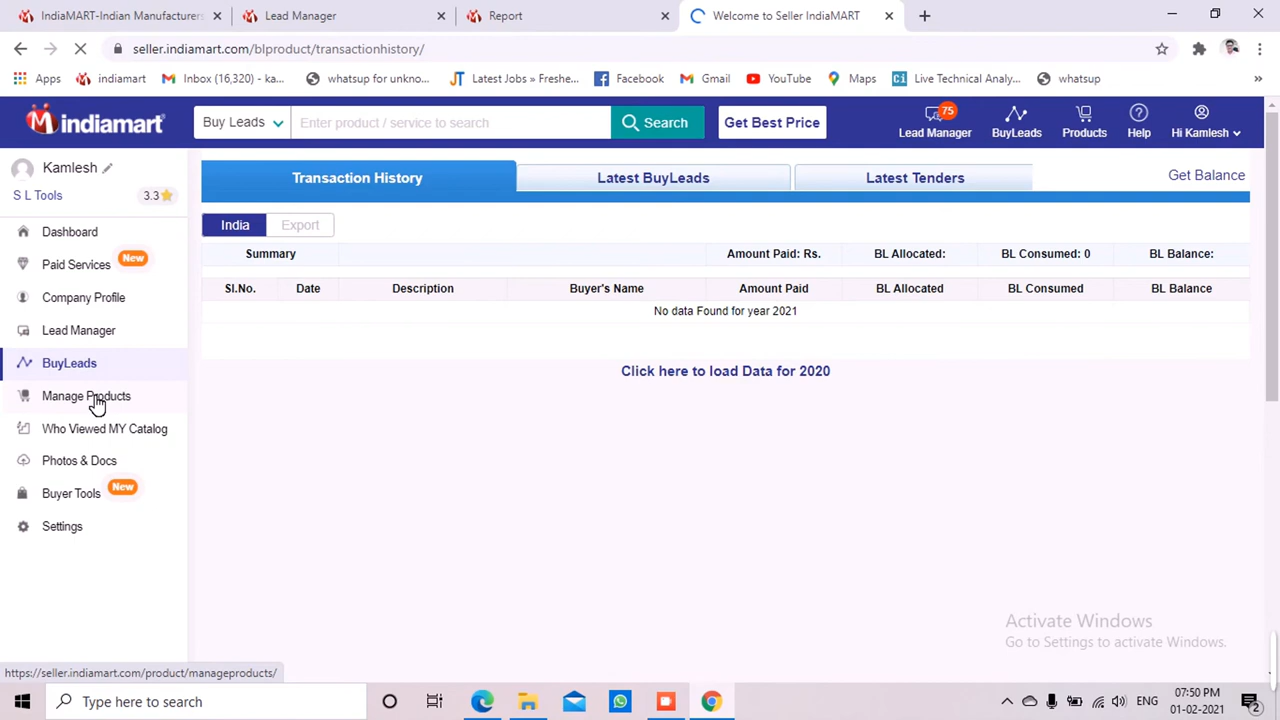 IndiaMART-Indian Manufacturers
Lead Manager
Report
Welcome to Seller IndiaMART
seller.indiamart.com/blproduct/transactionhistory/
Apps
indiamart
Inbox (16,320) - ka...
whatsup for unkno...
Latest Jobs » Freshe...
Facebook
Gmail
YouTube
Maps
Live Technical Analy...
whatsup
»
indiamart
Buy Leads
Enter product / service to search
Search
Get Best Price
75
Lead Manager
BuyLeads
Products
Help
Hi Kamlesh
Kamlesh
S L Tools
3.3
Dashboard
Paid Services
New
Company Profile
Lead Manager
BuyLeads
Manage Products
Who Viewed MY Catalog
Photos & Docs
Buyer Tools
New
Settings
Transaction History
Latest BuyLeads
Latest Tenders
Get Balance
India
Export
Summary
Amount Paid: Rs.
BL Allocated:
BL Consumed: 0
BL Balance:
Sl.No.
Date
Description
Buyer's Name
Amount Paid
BL Allocated
BL Consumed
BL Balance
No data Found for year 2021
Click here to load Data for 2020
Activate Windows
Go to Settings to activate Windows.
https://seller.indiamart.com/product/manageproducts/
Type here to search
ENG
07:50 PM
01-02-2021
2